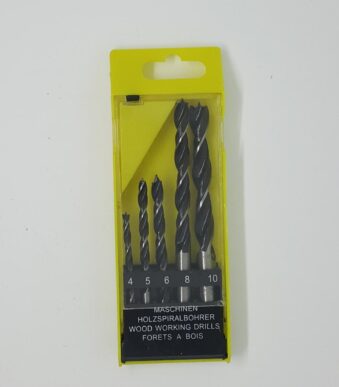 4 5 6 8 10
MASCHINEN
HOLZSPIRALBOHRER
WOOD WORKING DRILLS
FORETS A BOIS